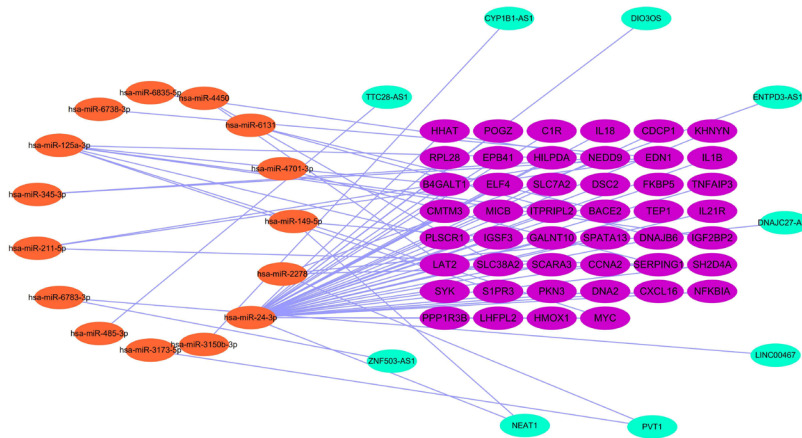 CYP1B1-AS1
DIO3OS
TTC28-AS1
ENTPD3-AS1
hsa-miR-6835-5p
hsa-miR-4450
hsa-miR-6738-3p
hsa-miR-6131
hsa-miR-125a-3p
hsa-miR-4701-3p
hsa-miR-345-3p
hsa-miR-149-5p
hsa-miR-211-5p
hsa-miR-2278
hsa-miR-6783-3p
hsa-miR-24-3p
hsa-miR-485-3p
hsa-miR-3150b-3p
hsa-miR-3173-5p
HHAT POGZ C1R IL18 CDCP1 KHNYN
RPL28 EPB41 HILPDA NEDD9 EDN1 IL1B
B4GALT1 ELF4 SLC7A2 DSC2 FKBP5 TNFAIP3
CMTM3 MICB ITPRIPL2 BACE2 TEP1 IL21R
PLSCR1 IGSF3 GALNT10 SPATA13 DNAJB6 IGF2BP2
LAT2 SLC38A2 SCARA3 CCNA2 SERPING1 SH2D4A
SYK S1PR3 PKN3 DNA2 CXCL16 NFKBIA
PPP1R3B LHFPL2 HMOX1 MYC
DNAJC27-A
LINC00467
ZNF503-AS1
NEAT1
PVT1